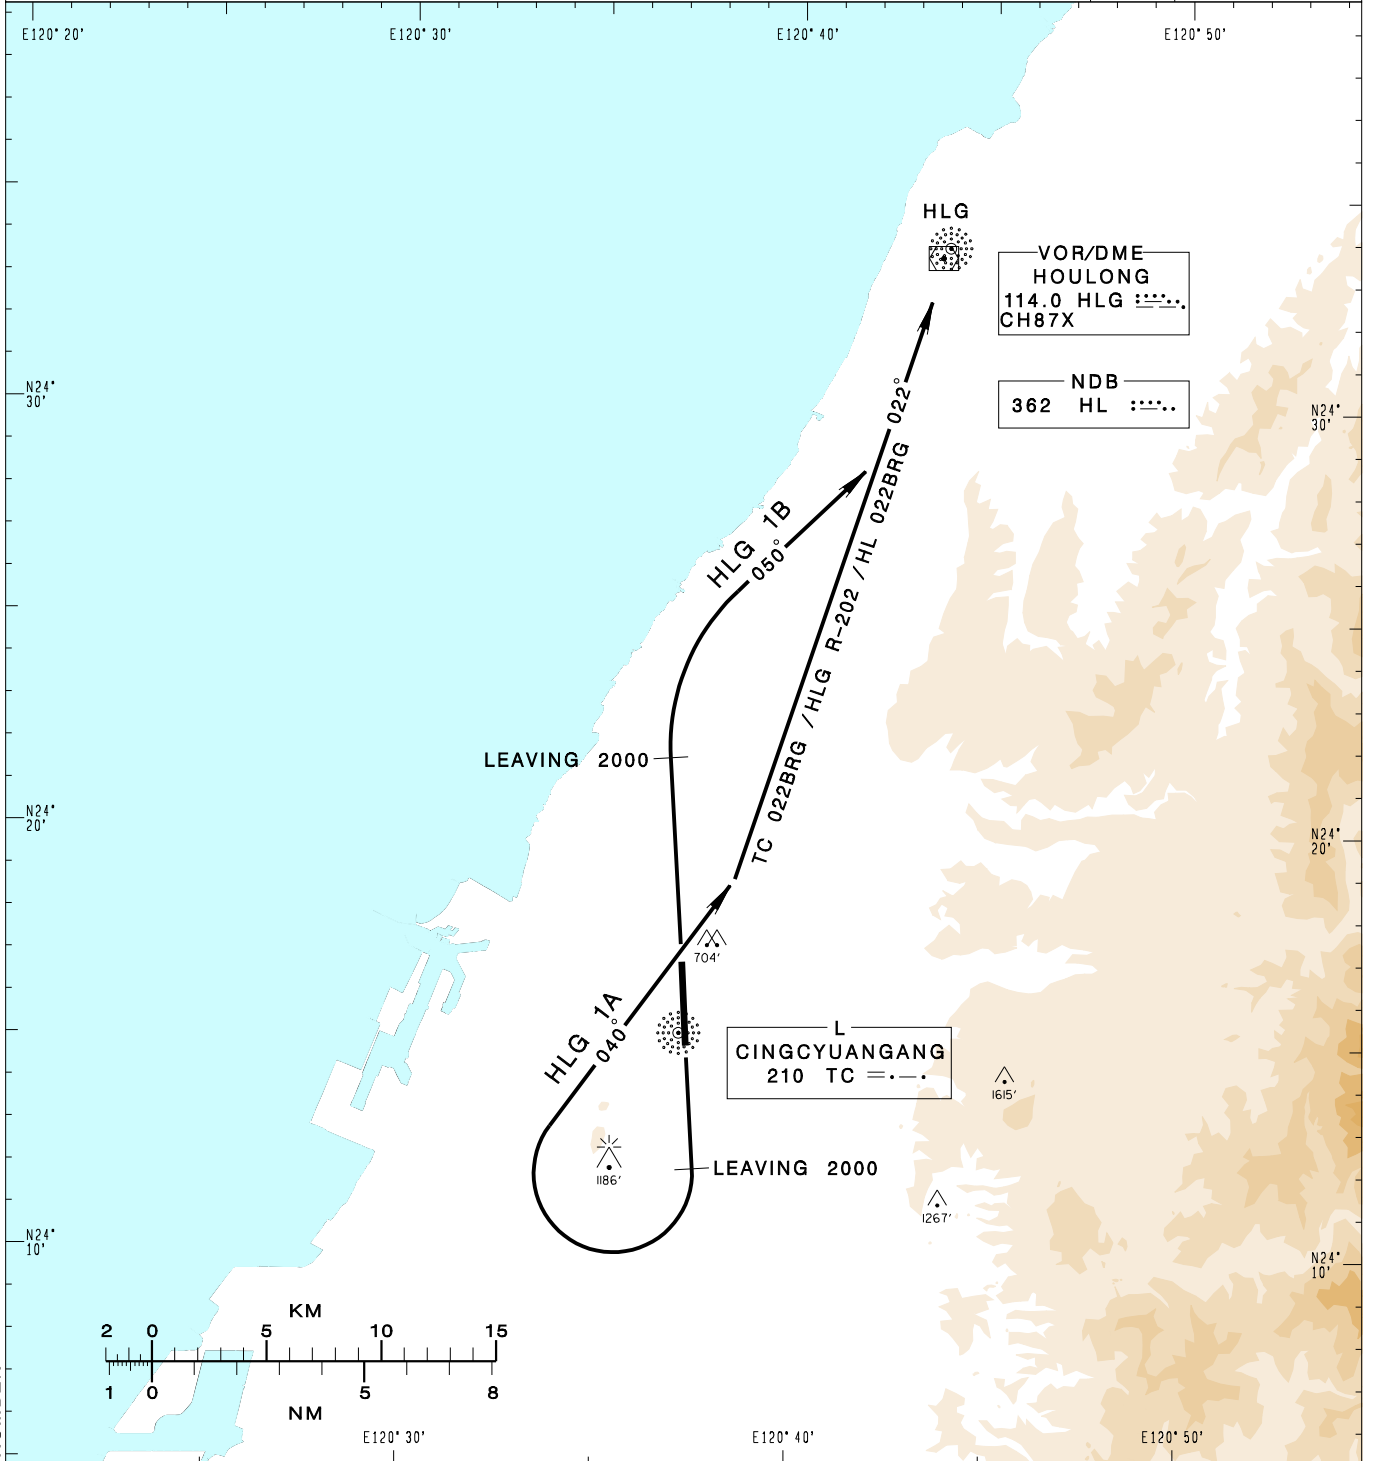 E120° 20'
E120° 30'
E120° 40'
E120° 50'
HLG
VOR/DME
HOULONG
114.0 HLG
CH87X
NDB
362 HL
N24°
30'
N24°
30'
022°
TC 022BRG /HLG R-202 /HL 022BRG
HLG 1B
050°
LEAVING 2000
N24°
20'
N24°
20'
704'
HLG 1A
040°
L
CINGCYUANGANG
210 TC
1615'
1186'
LEAVING 2000
1267'
N24°
10'
N24°
10'
KM
2 0 5 10 15
1 0 5 8
NM
E120° 30'
E120° 40'
E120° 50'